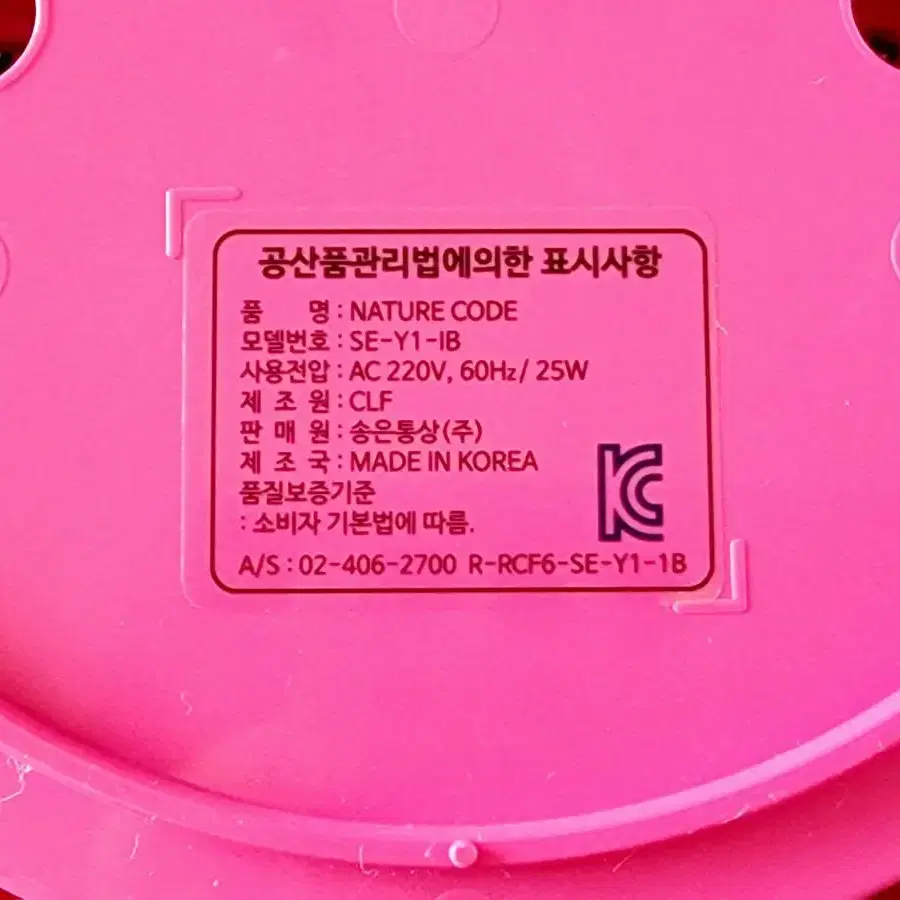 공산품관리법에의한 표시사항
품 명 : NATURE CODE
모델번호 : SE-Y1-IB
사용전압 : AC 220V, 60Hz / 25W
제 조 원 : CLF
판 매 원 : 송은통상(주)
제 조 국 : MADE IN KOREA
품질보증기준
: 소비자 기본법에 따름.
KC
A/S : 02-406-2700 R-RCF6-SE-Y1-1B